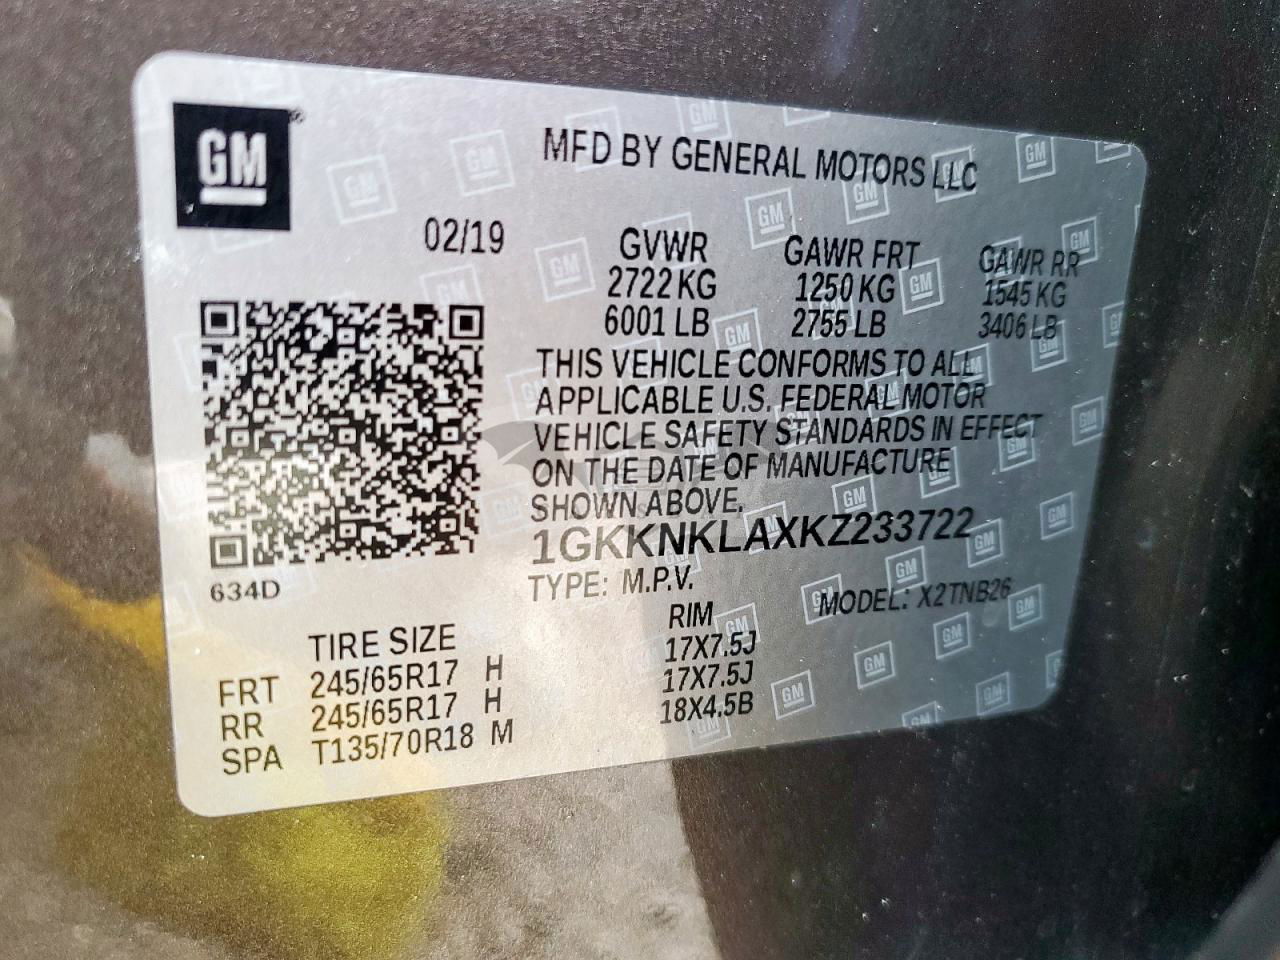 GM
MFD BY GENERAL MOTORS LLC
02/19
GVWR GAWR FRT GAWR RR
2722 KG 1250 KG 1545 KG
6001 LB 2755 LB 3406 LB
THIS VEHICLE CONFORMS TO ALL
APPLICABLE U.S. FEDERAL MOTOR
VEHICLE SAFETY STANDARDS IN EFFECT
ON THE DATE OF MANUFACTURE
SHOWN ABOVE.
1GKKNKLAXKZ233722
634D
TYPE: M.P.V. MODEL: X2TNB26
TIRE SIZE RIM
FRT 245/65R17 H 17X7.5J
RR 245/65R17 H 17X7.5J
SPA T135/70R18 M 18X4.5B